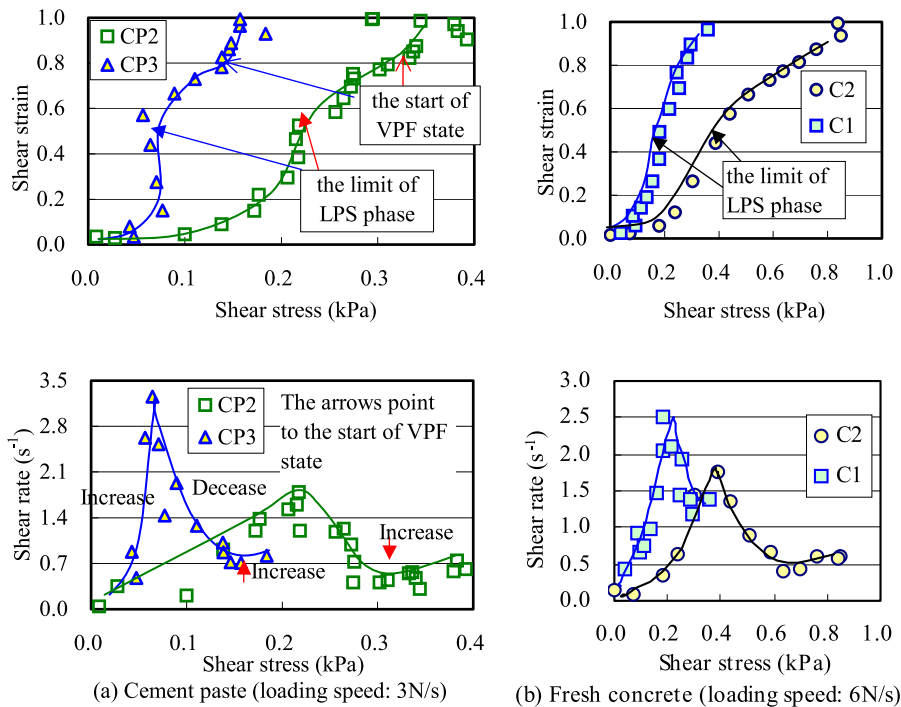 Shear strain
1.0
0.8
0.6
0.4
0.2
0.0
CP2
CP3
the start of
VPF state
the limit of
LPS phase
0.0 0.1 0.2 0.3 0.4
Shear stress (kPa)
Shear strain
1.0
0.8
0.6
0.4
0.2
0.0
C2
C1
the limit of
LPS phase
0.0 0.2 0.4 0.6 0.8 1.0
Shear stress (kPa)
Shear rate (s-1)
3.5
2.8
2.1
1.4
0.7
0.0
CP2
CP3
The arrows point
to the start of VPF
state
Increase
Decease
Increase
Increase
0.0 0.1 0.2 0.3 0.4
Shear stress (kPa)
(a) Cement paste (loading speed: 3N/s)
Shear rate (s-1)
3.0
2.5
2.0
1.5
1.0
0.5
0.0
C2
C1
0.0 0.2 0.4 0.6 0.8 1.0
Shear stress (kPa)
(b) Fresh concrete (loading speed: 6N/s)